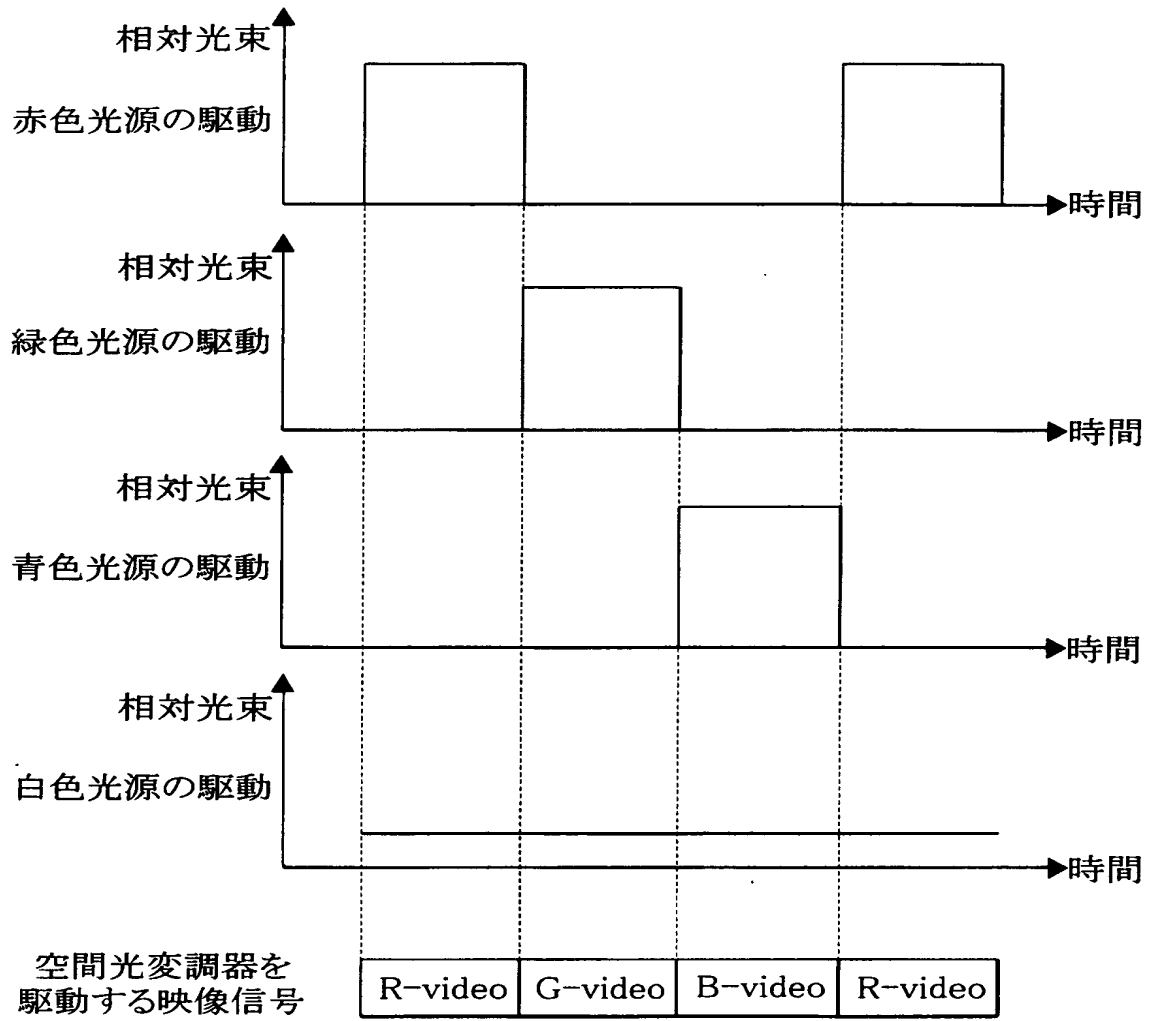 相対光束
赤色光源の駆動
時間
相対光束
緑色光源の駆動
時間
相対光束
青色光源の駆動
時間
相対光束
白色光源の駆動
時間
空間光変調器を
駆動する映像信号
R-video G-video B-video R-video